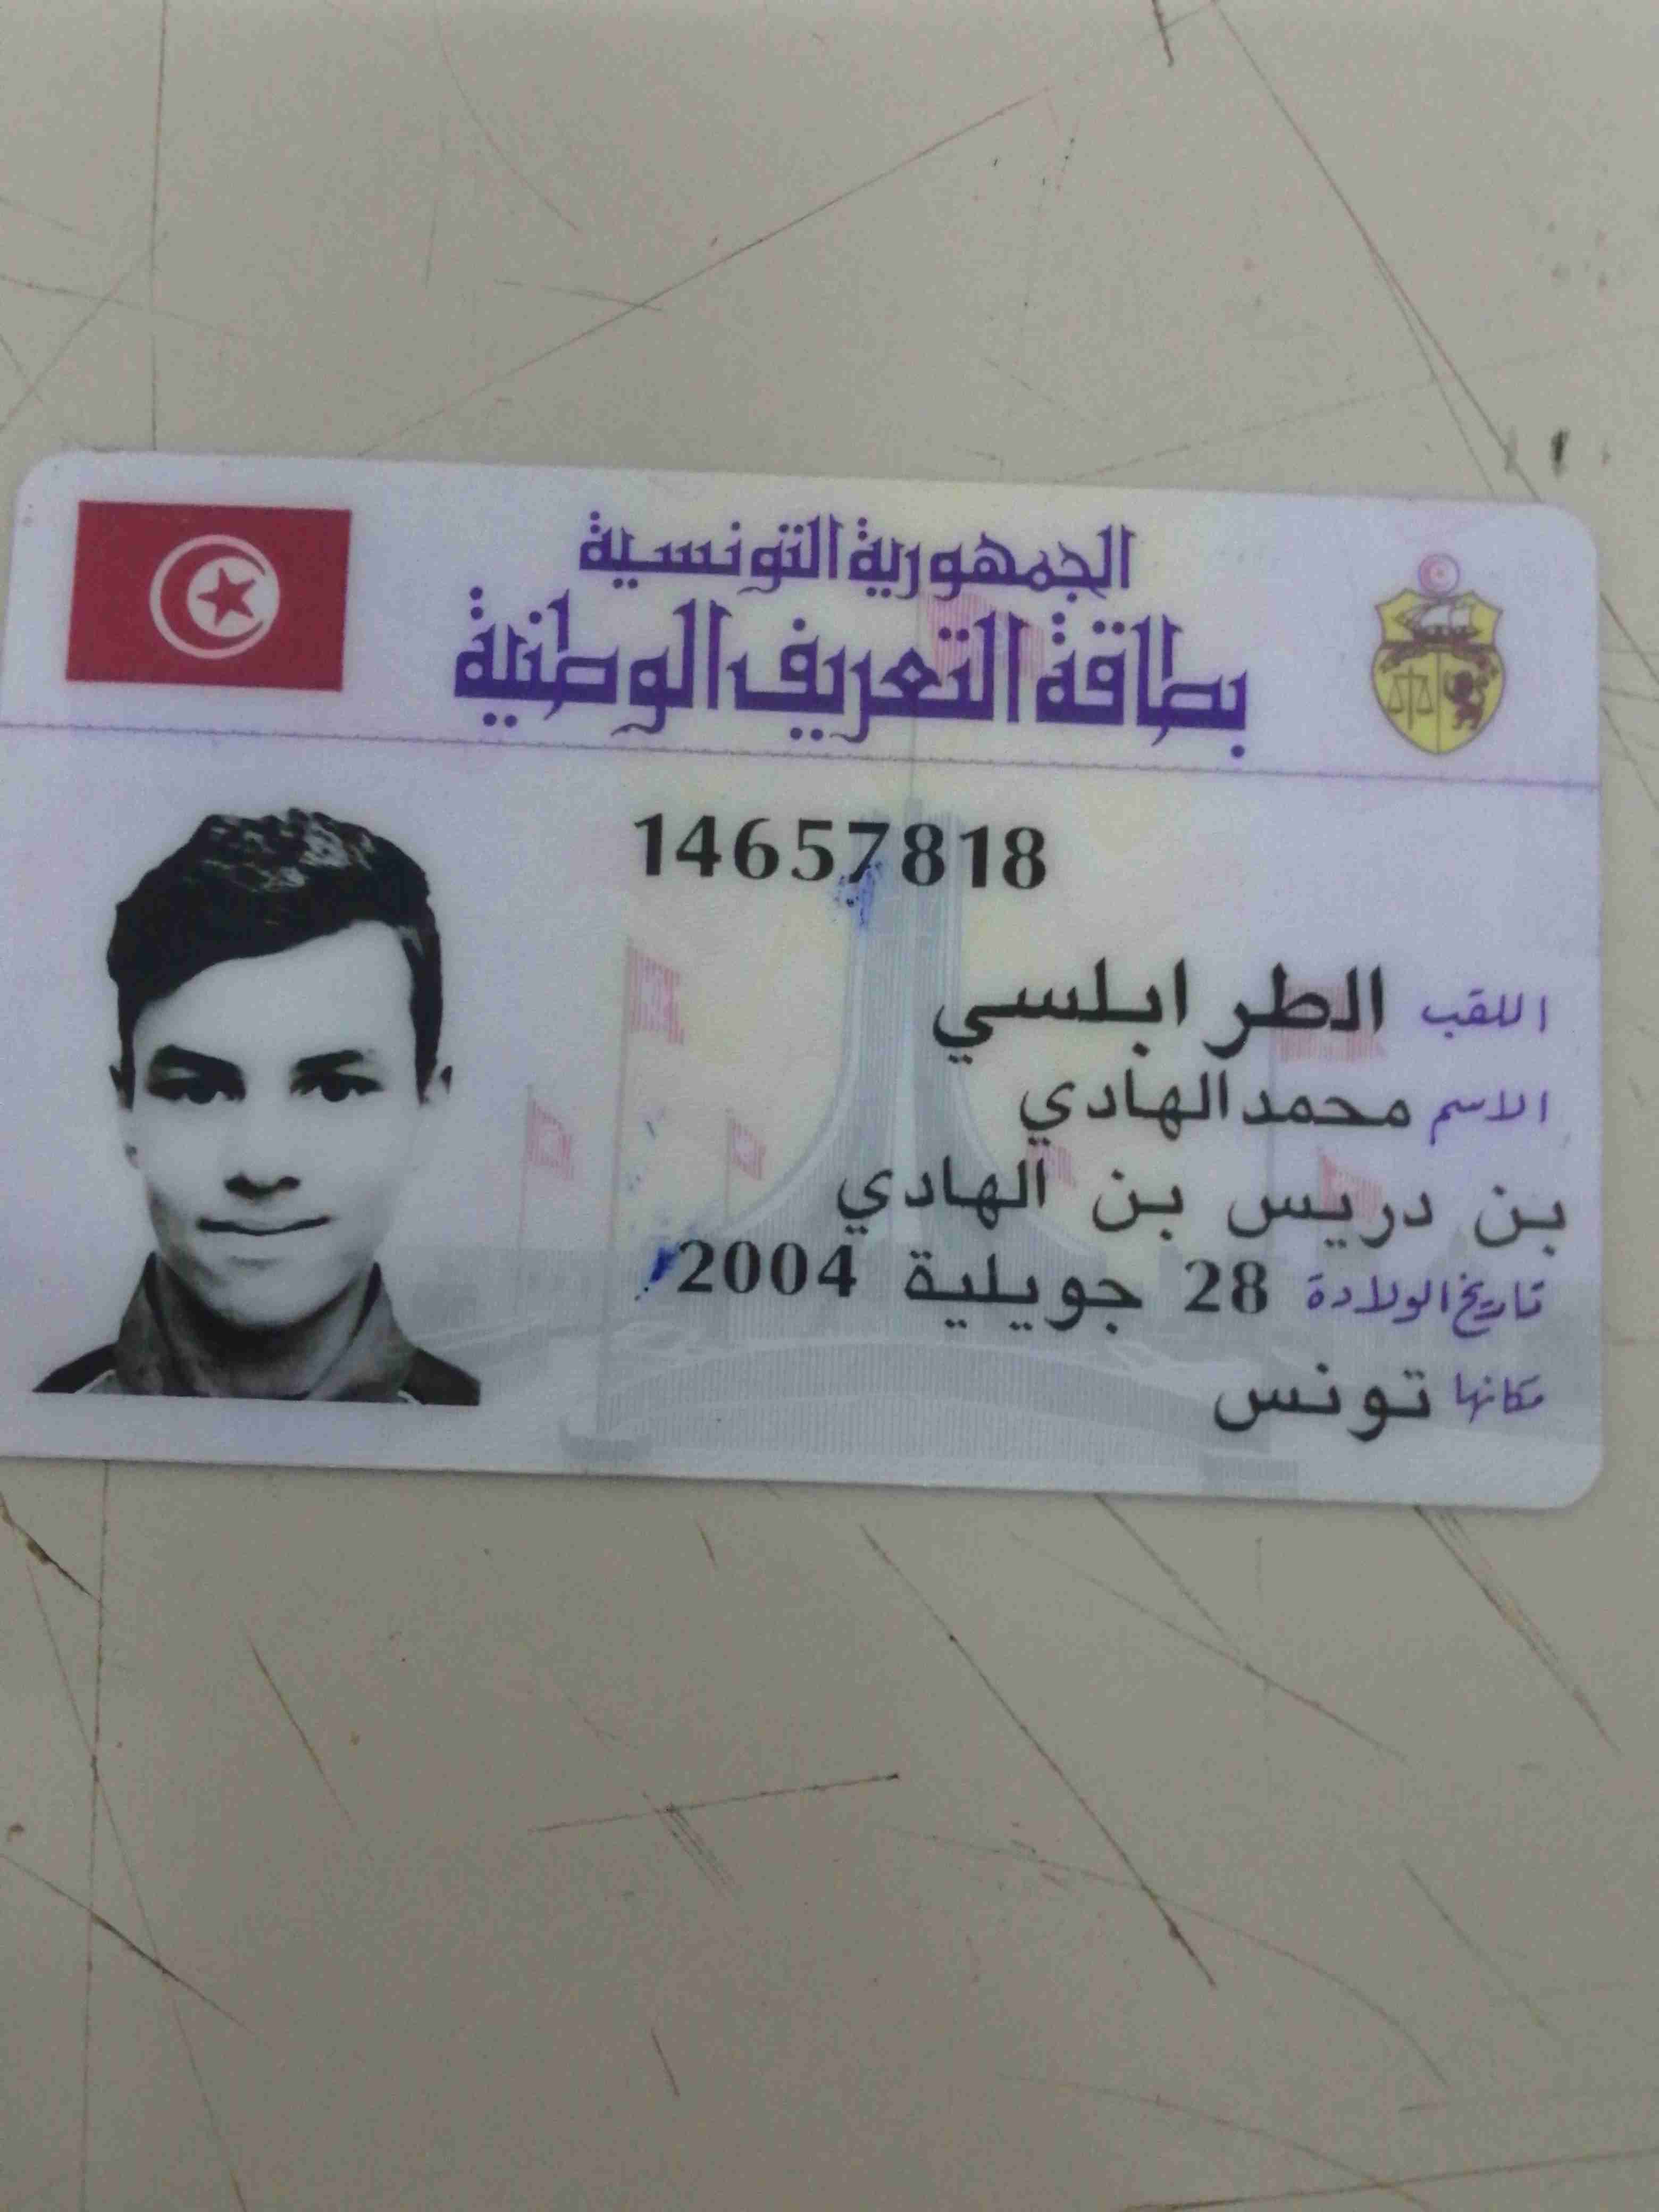 الجمهورية التونسية
بطاقة التعريف الوطنية
14657818
اللقب الطرابلسي
الاسم محمد الهادي
بن دريس بن الهادي
تاريخ الولادة 28 جويلية 2004
مكانها تونس